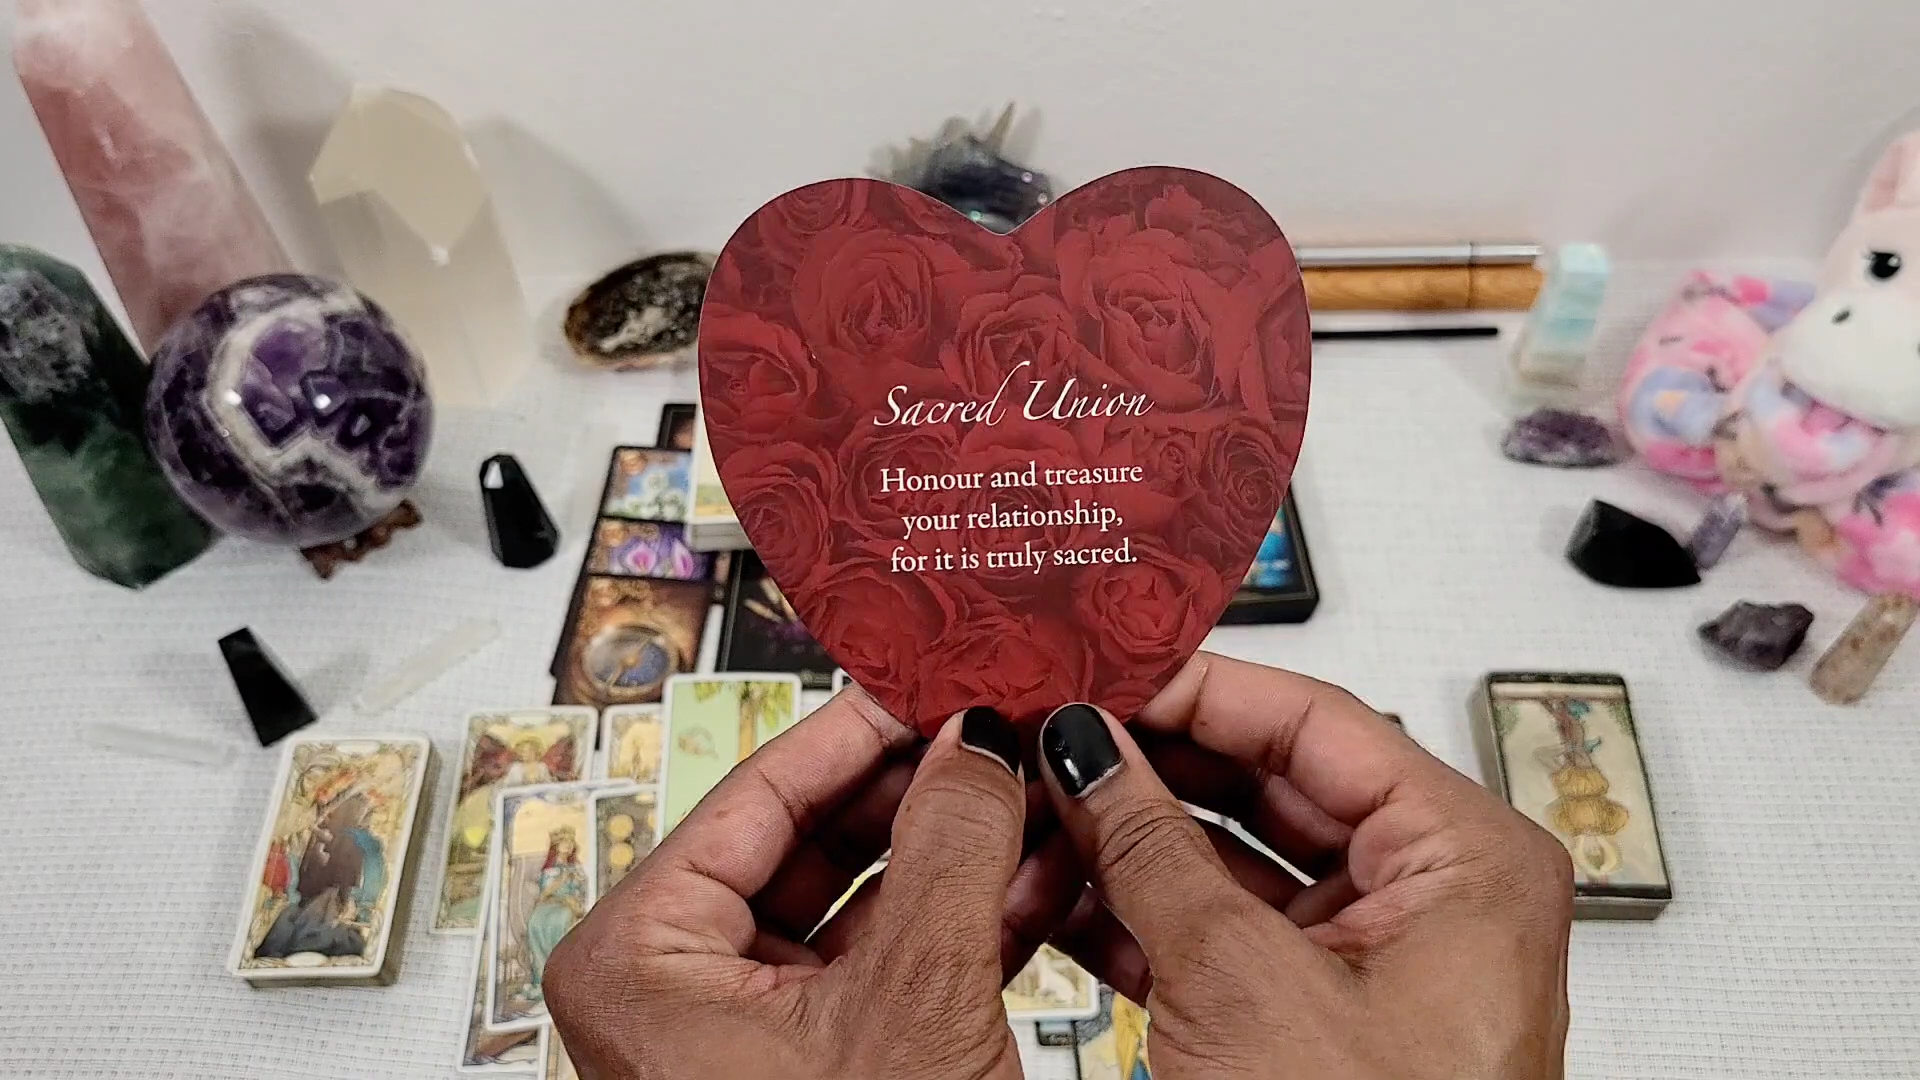 Sacred Union
Honour and treasure
your relationship,
for it is truly sacred.